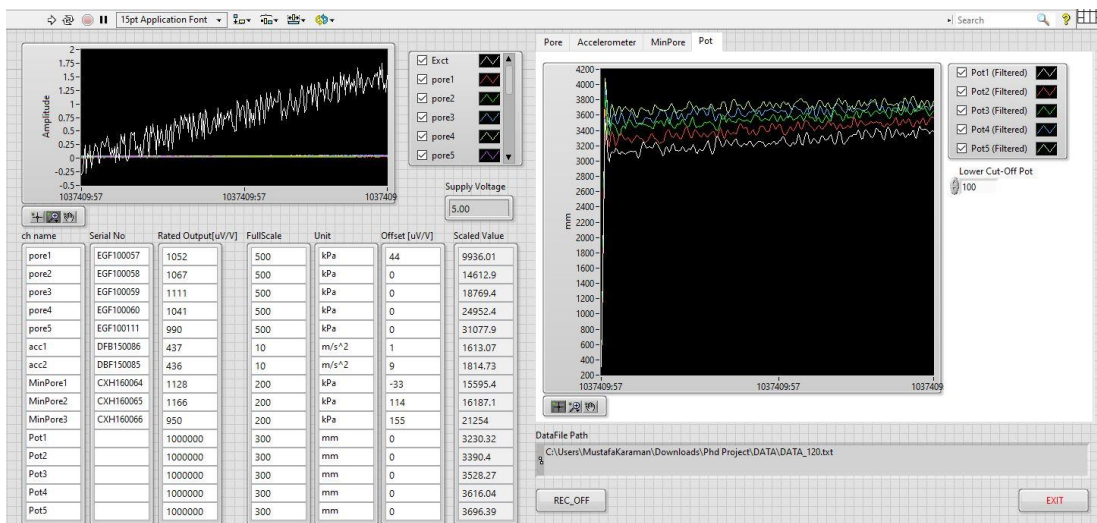 15pt Application Font
Search
2-
1.75-
1.5-
1.25-
1-
0.75-
0.5-
0.25-
0-
-0.25-
-0.5-
Amplitude
1037409:57 1037409:57 1037409
Exct
pore1
pore2
pore3
pore4
pore5
Supply Voltage
5.00
ch name Serial No Rated Output[uV/V] FullScale Unit Offset [uV/V] Scaled Value
pore1 EGF100057 1052 500 kPa 44 9936.01
pore2 EGF100058 1067 500 kPa 0 14612.9
pore3 EGF100059 1111 500 kPa 0 18769.4
pore4 EGF100060 1041 500 kPa 0 24952.4
pore5 EGF100111 990 500 kPa 0 31077.9
acc1 DFB150086 437 10 m/s^2 1 1613.07
acc2 DBF150085 436 10 m/s^2 9 1814.73
MinPore1 CXH160064 1128 200 kPa -33 15595.4
MinPore2 CXH160065 1166 200 kPa 114 16187.1
MinPore3 CXH160066 950 200 kPa 155 21254
Pot1 1000000 300 mm 0 3230.32
Pot2 1000000 300 mm 0 3390.4
Pot3 1000000 300 mm 0 3528.27
Pot4 1000000 300 mm 0 3616.04
Pot5 1000000 300 mm 0 3696.39
Pore Accelerometer MinPore Pot
4200-
4000-
3800-
3600-
3400-
3200-
3000-
2800-
2600-
2400-
2200-
2000-
1800-
1600-
1400-
1200-
1000-
800-
600-
400-
200-
mm
1037409:57 1037409:57 1037409
Pot1 (Filtered)
Pot2 (Filtered)
Pot3 (Filtered)
Pot4 (Filtered)
Pot5 (Filtered)
Lower Cut-Off Pot
100
DataFile Path
C:\Users\MustafaKaraman\Downloads\Phd Project\DATA\DATA_120.txt
REC_OFF
EXIT